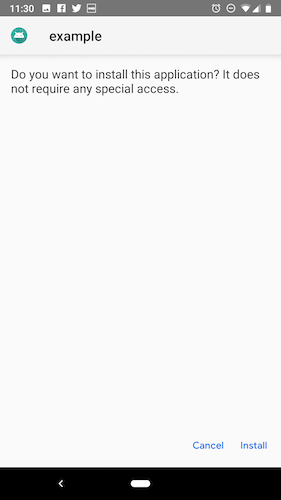 11:30
example
Do you want to install this application? It does
not require any special access.
Cancel Install